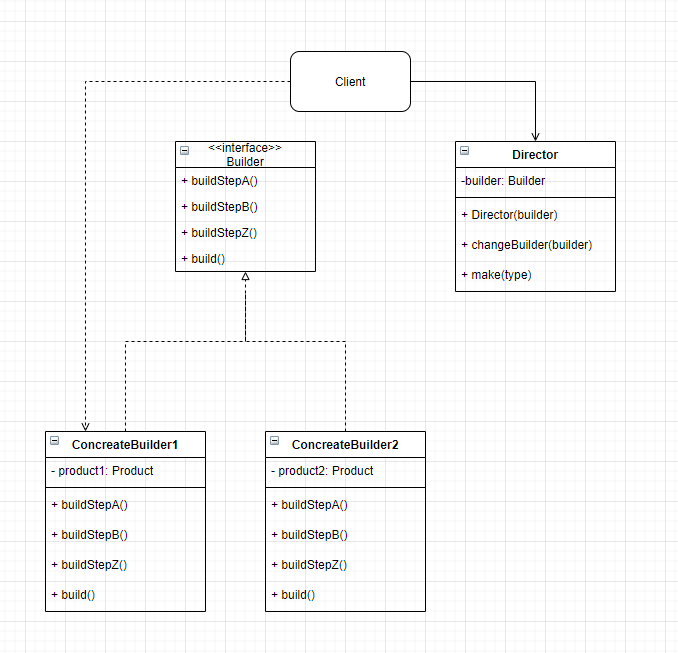 Client
<<interface>>
Builder
+ buildStepA()
+ buildStepB()
+ buildStepZ()
+ build()
Director
-builder: Builder
+ Director(builder)
+ changeBuilder(builder)
+ make(type)
ConcreateBuilder1
- product1: Product
+ buildStepA()
+ buildStepB()
+ buildStepZ()
+ build()
ConcreateBuilder2
- product2: Product
+ buildStepA()
+ buildStepB()
+ buildStepZ()
+ build()